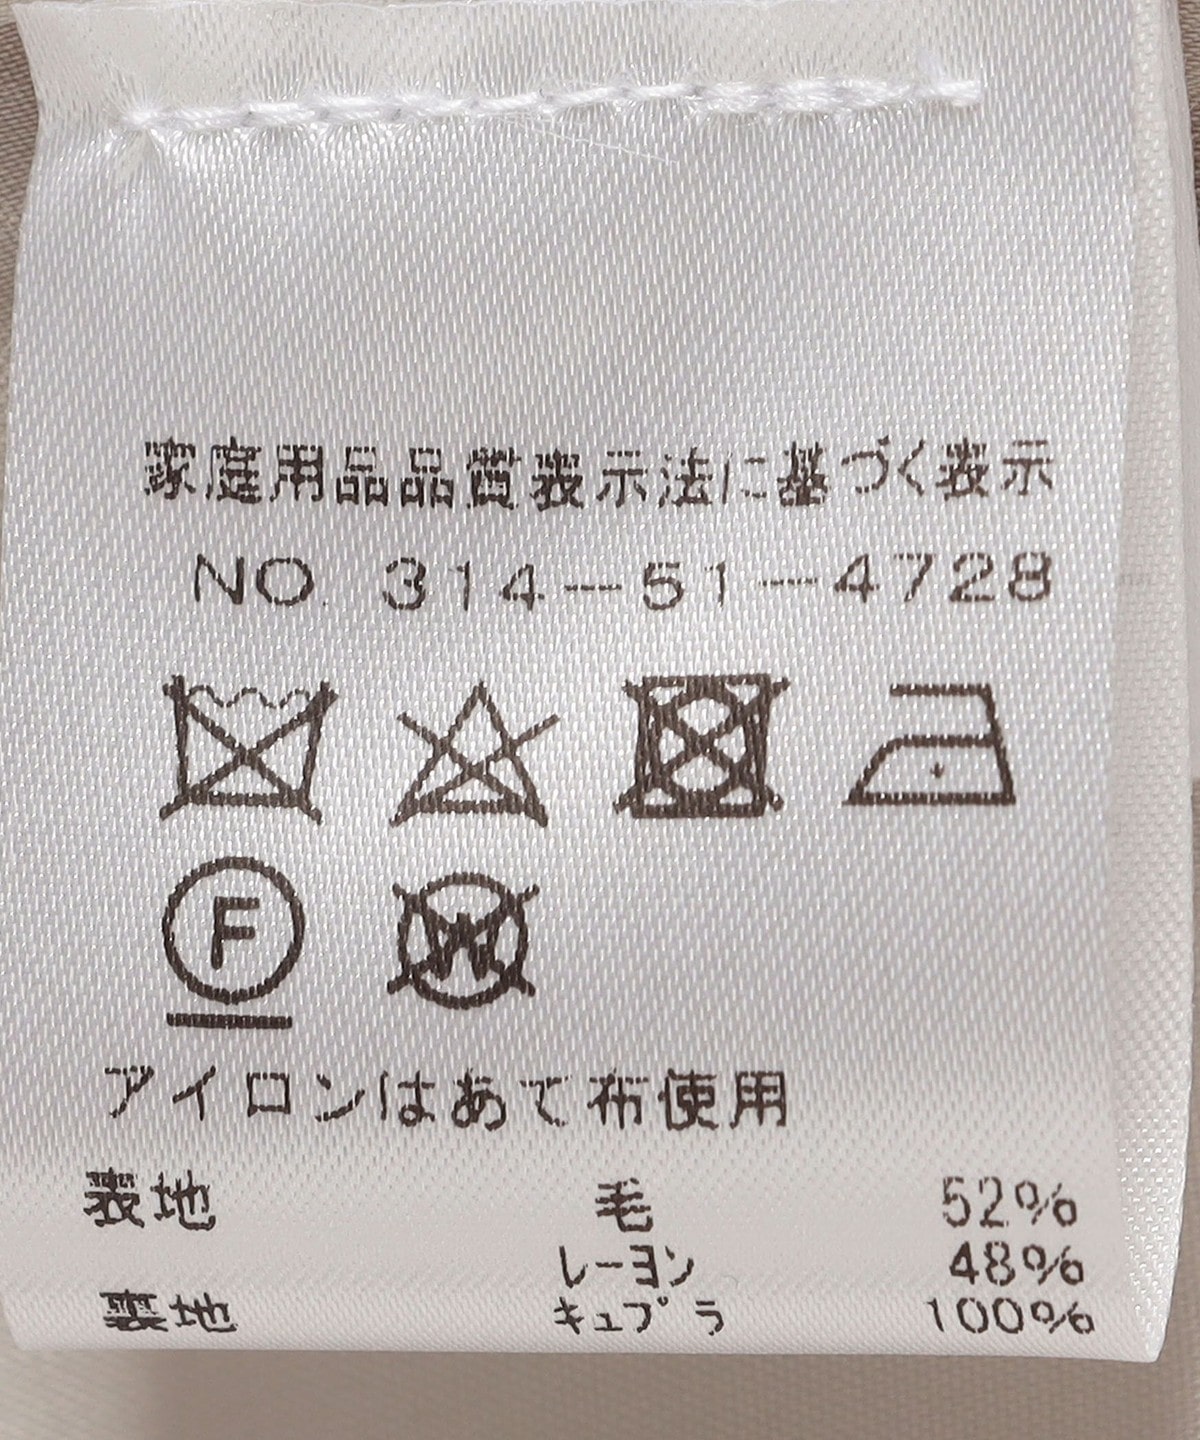 家庭用品品質表示法に基づく表示
NO. 314-51-4728
F
W
アイロンはあて布使用
表地 毛 52%
レーヨン 48%
裏地 キュプラ 100%